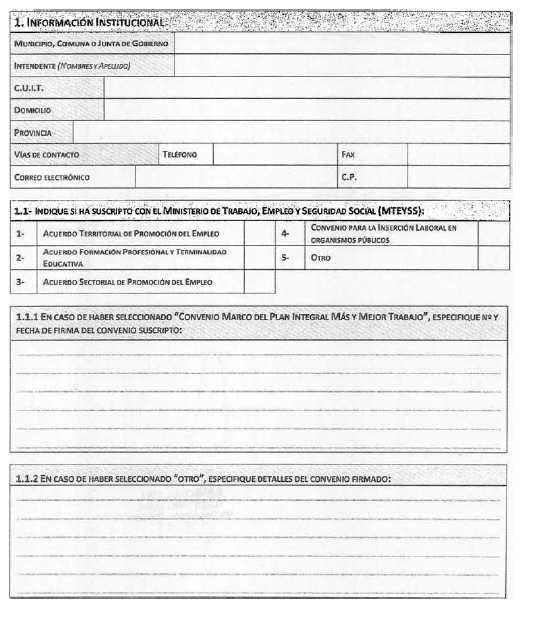 1. INFORMACIÓN INSTITUCIONAL
MUNICIPIO, COMUNA O JUNTA DE GOBIERNO
INTENDENTE (NOMBRES Y APELLIDO)
C.U.I.T.
DOMICILIO
PROVINCIA
VÍAS DE CONTACTO TELÉFONO FAX
CORREO ELECTRÓNICO C.P.
1.1- INDIQUE SI HA SUSCRIPTO CON EL MINISTERIO DE TRABAJO, EMPLEO Y SEGURIDAD SOCIAL (MTEYSS):
1- ACUERDO TERRITORIAL DE PROMOCIÓN DEL EMPLEO
4- CONVENIO PARA LA INSERCIÓN LABORAL EN
ORGANISMOS PÚBLICOS
2- ACUERDO FORMACIÓN PROFESIONAL Y TERMINALIDAD
EDUCATIVA
5- OTRO
3- ACUERDO SECTORIAL DE PROMOCIÓN DEL EMPLEO
1.1.1 EN CASO DE HABER SELECCIONADO "CONVENIO MARCO DEL PLAN INTEGRAL MÁS Y MEJOR TRABAJO", ESPECIFIQUE Nº Y
FECHA DE FIRMA DEL CONVENIO SUSCRIPTO:
1.1.2 EN CASO DE HABER SELECCIONADO "OTRO", ESPECIFIQUE DETALLES DEL CONVENIO FIRMADO: